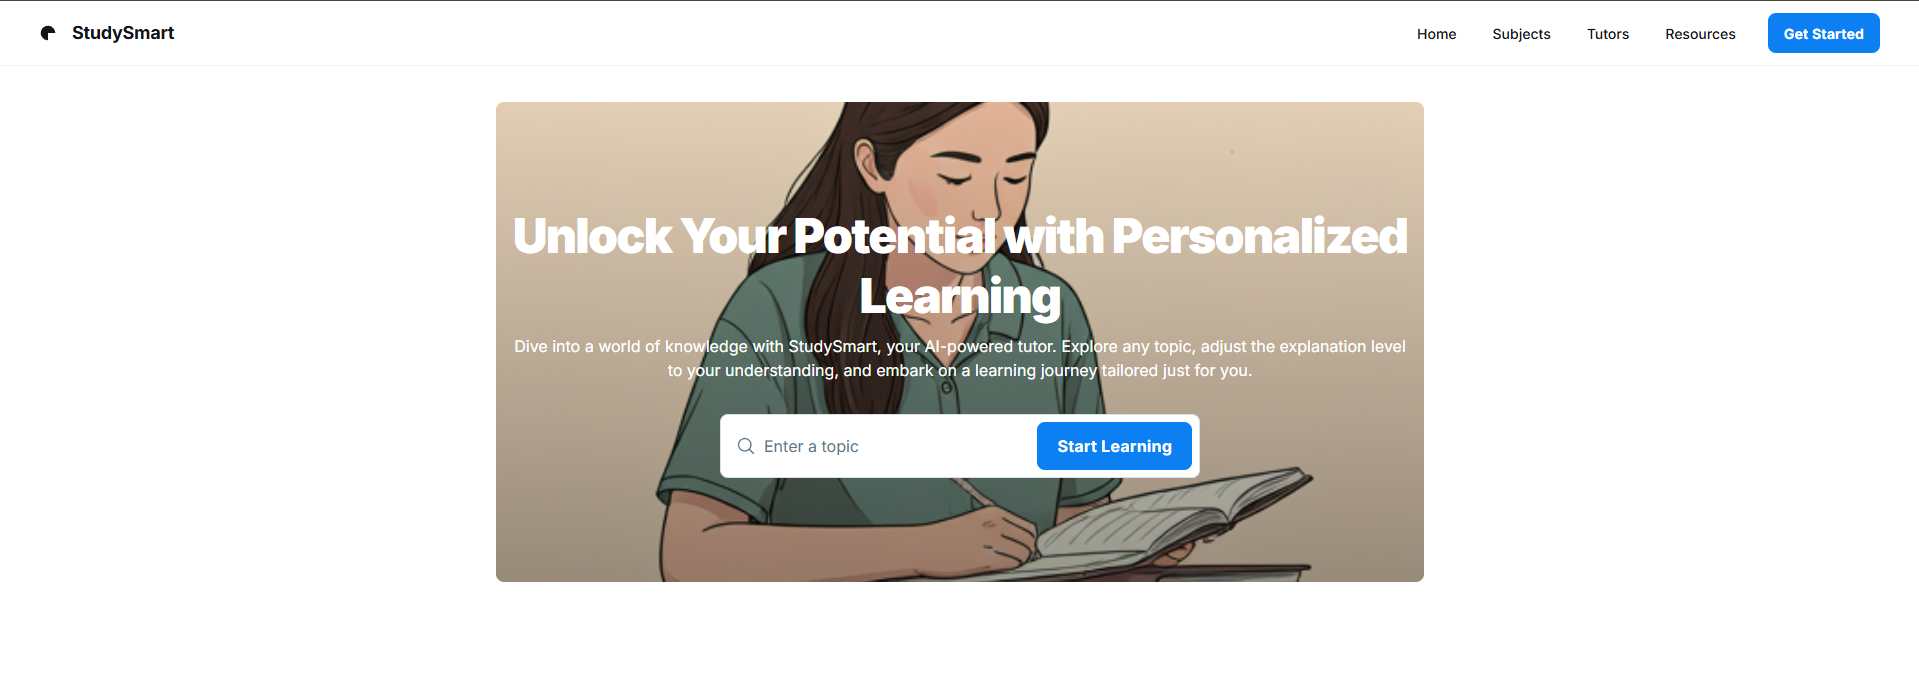 StudySmart
Home Subjects Tutors Resources Get Started
Unlock Your Potential with Personalized
Learning
Dive into a world of knowledge with StudySmart, your AI-powered tutor. Explore any topic, adjust the explanation level
to your understanding, and embark on a learning journey tailored just for you.
Enter a topic
Start Learning